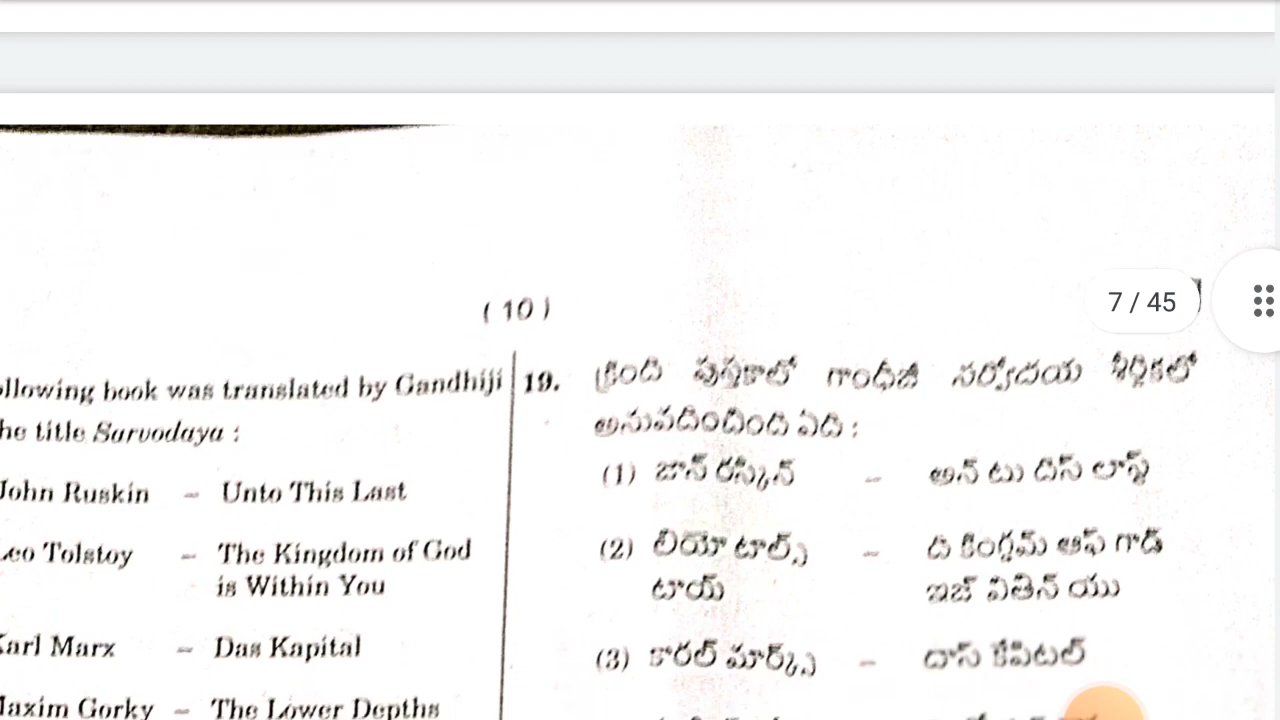 7 / 45
( 10 )
ollowing book was translated by Gandhiji
he title Sarvodaya :
John Ruskin – Unto This Last
Leo Tolstoy – The Kingdom of God
is Within You
Karl Marx – Das Kapital
Maxim Gorky – The Lower Depths
19. క్రింది పుస్తకాలో గాంధీజీ సర్వోదయ శీర్షికలో
అనువదించింది ఏది :
(1) జాన్ రస్కిన్ – అన్ టు దిస్ లాస్ట్
(2) లియో టాల్స్ – ది కింగ్డమ్ ఆఫ్ గాడ్
టాయ్ ఇజ్ వితిన్ యు
(3) కారల్ మార్క్స్ – దాస్ కేపిటల్